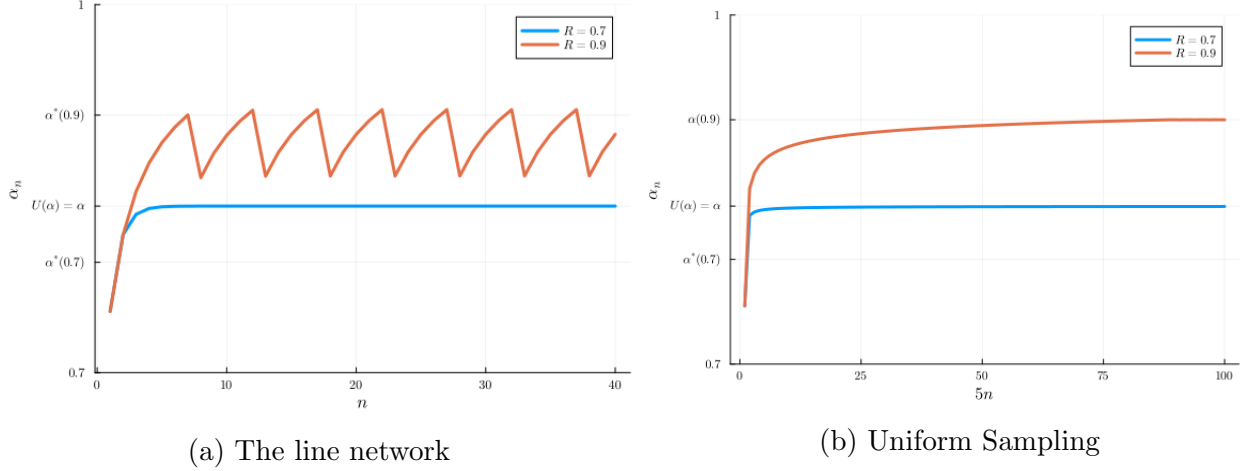 1
α*(0.9)
U(α) = α
α*(0.7)
0.7
αₙ
0 10 20 30 40
n
R = 0.7
R = 0.9
(a) The line network
1
α(0.9)
U(α) = α
α*(0.7)
0.7
αₙ
0 25 50 75 100
5n
R = 0.7
R = 0.9
(b) Uniform Sampling